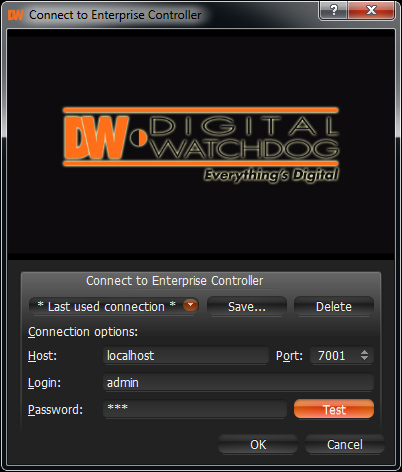 DW Connect to Enterprise Controller
?
DW DIGITAL
WATCHDOG
Everything's Digital
Connect to Enterprise Controller
* Last used connection * Save... Delete
Connection options:
Host: localhost Port: 7001
Login: admin
Password: *** Test
OK Cancel